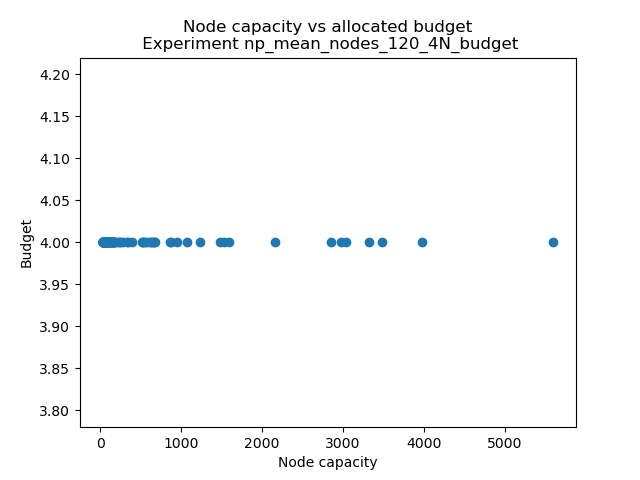 Node capacity vs allocated budget
Experiment np_mean_nodes_120_4N_budget
4.20
4.15
4.10
4.05
4.00
3.95
3.90
3.85
3.80
Budget
0 1000 2000 3000 4000 5000
Node capacity